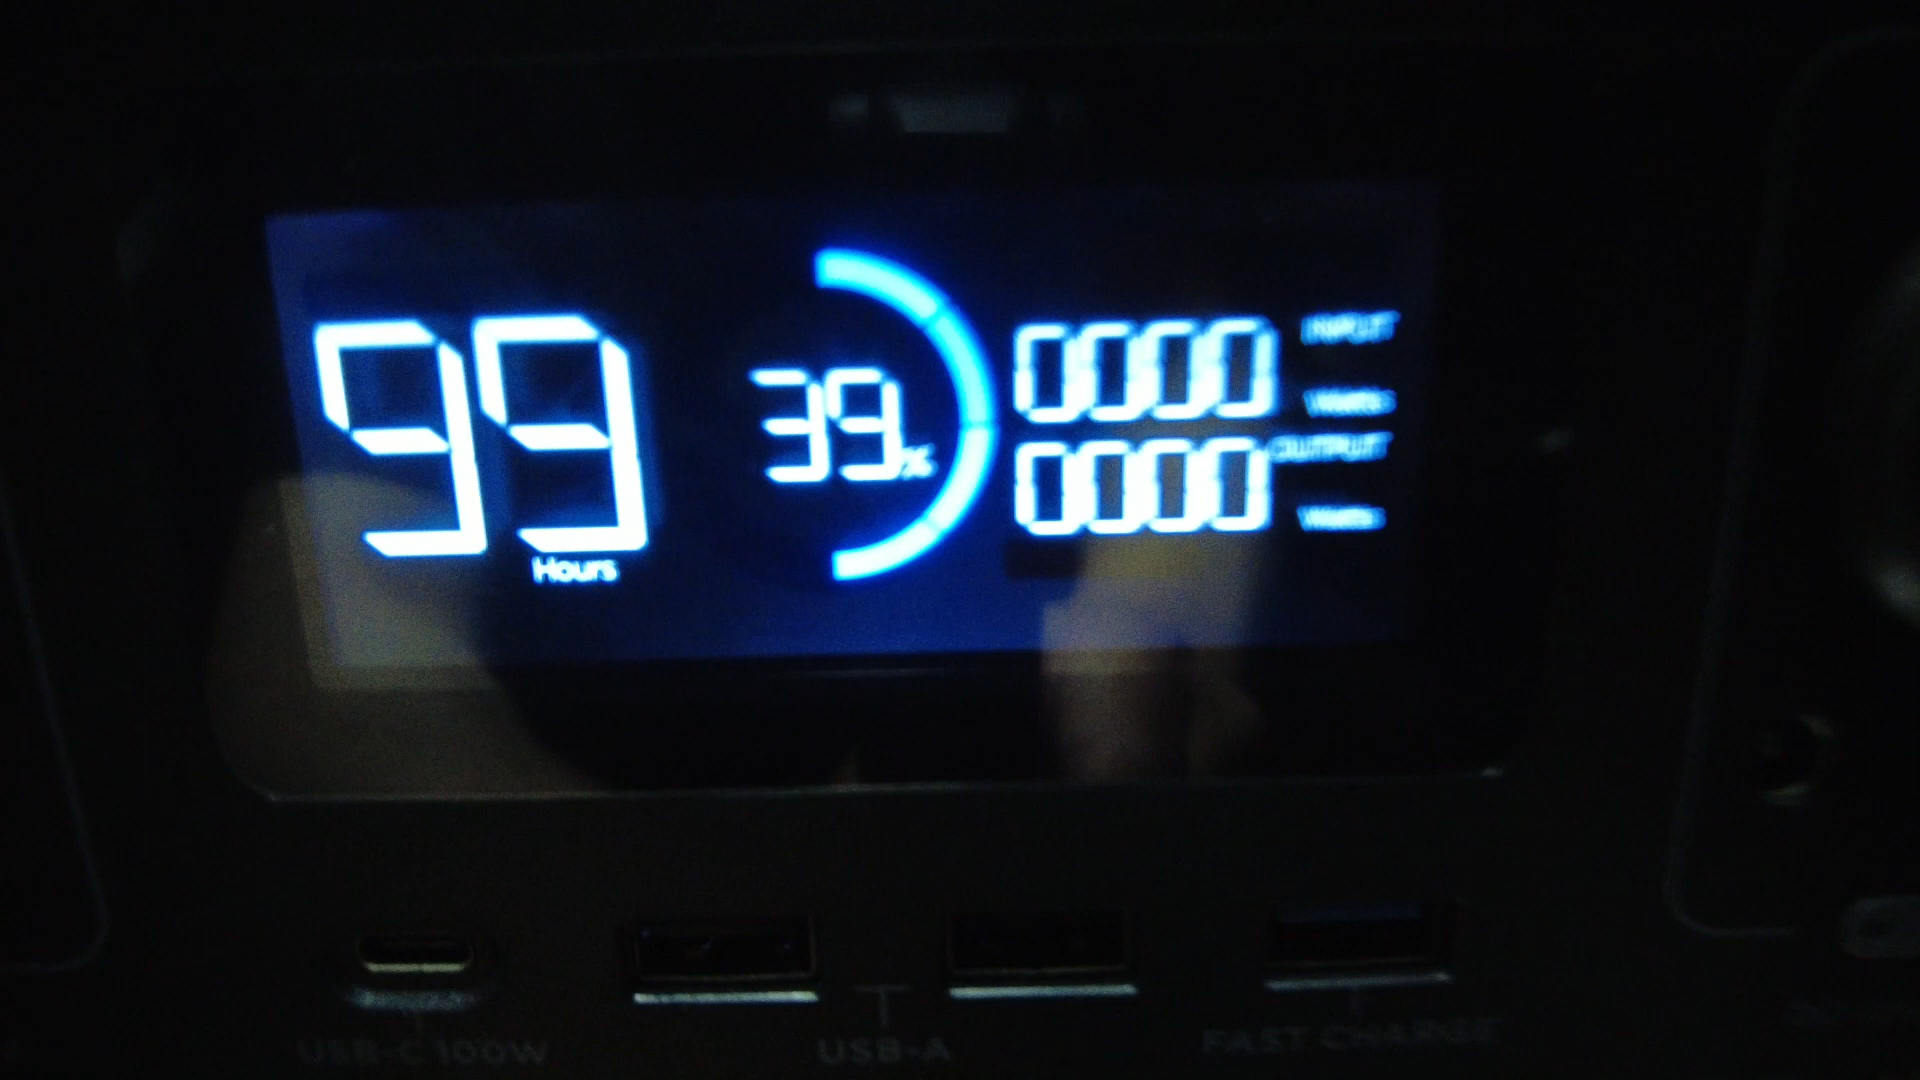 99
Hours
39%
0000 INPUT
Watts
0000 OUTPUT
Watts
USB-C 100W
USB-A
FAST CHARGE